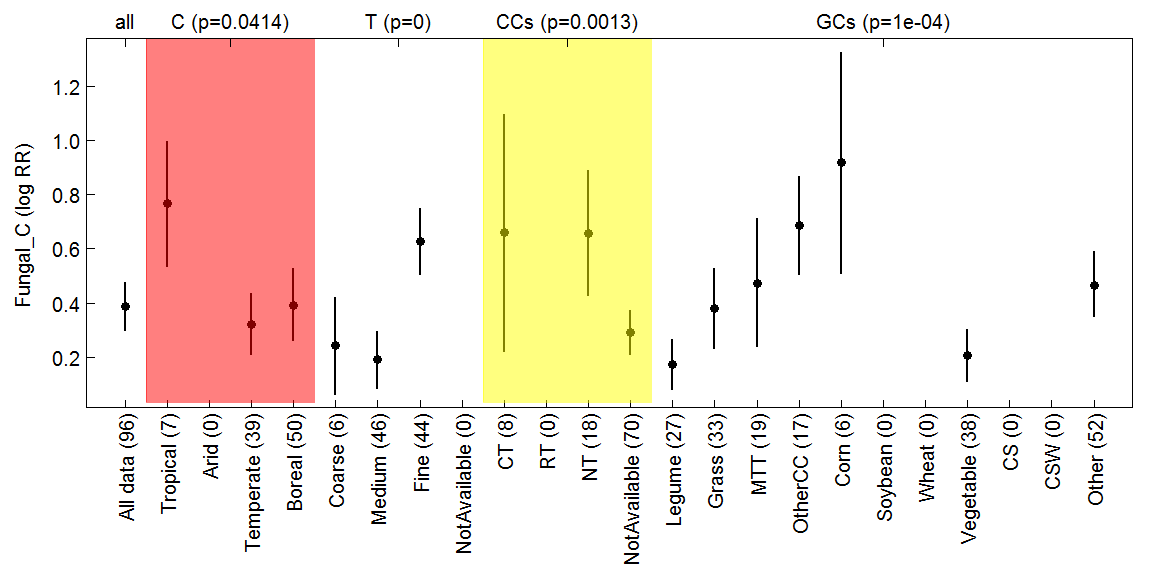 all C (p=0.0414) T (p=0) CCs (p=0.0013) GCs (p=1e-04)
Fungal_C (log RR)
1.2
1.0
0.8
0.6
0.4
0.2
All data (96)
Tropical (7)
Arid (0)
Temperate (39)
Boreal (50)
Coarse (6)
Medium (46)
Fine (44)
NotAvailable (0)
CT (8)
RT (0)
NT (18)
NotAvailable (70)
Legume (27)
Grass (33)
MTT (19)
OtherCC (17)
Corn (6)
Soybean (0)
Wheat (0)
Vegetable (38)
CS (0)
CSW (0)
Other (52)